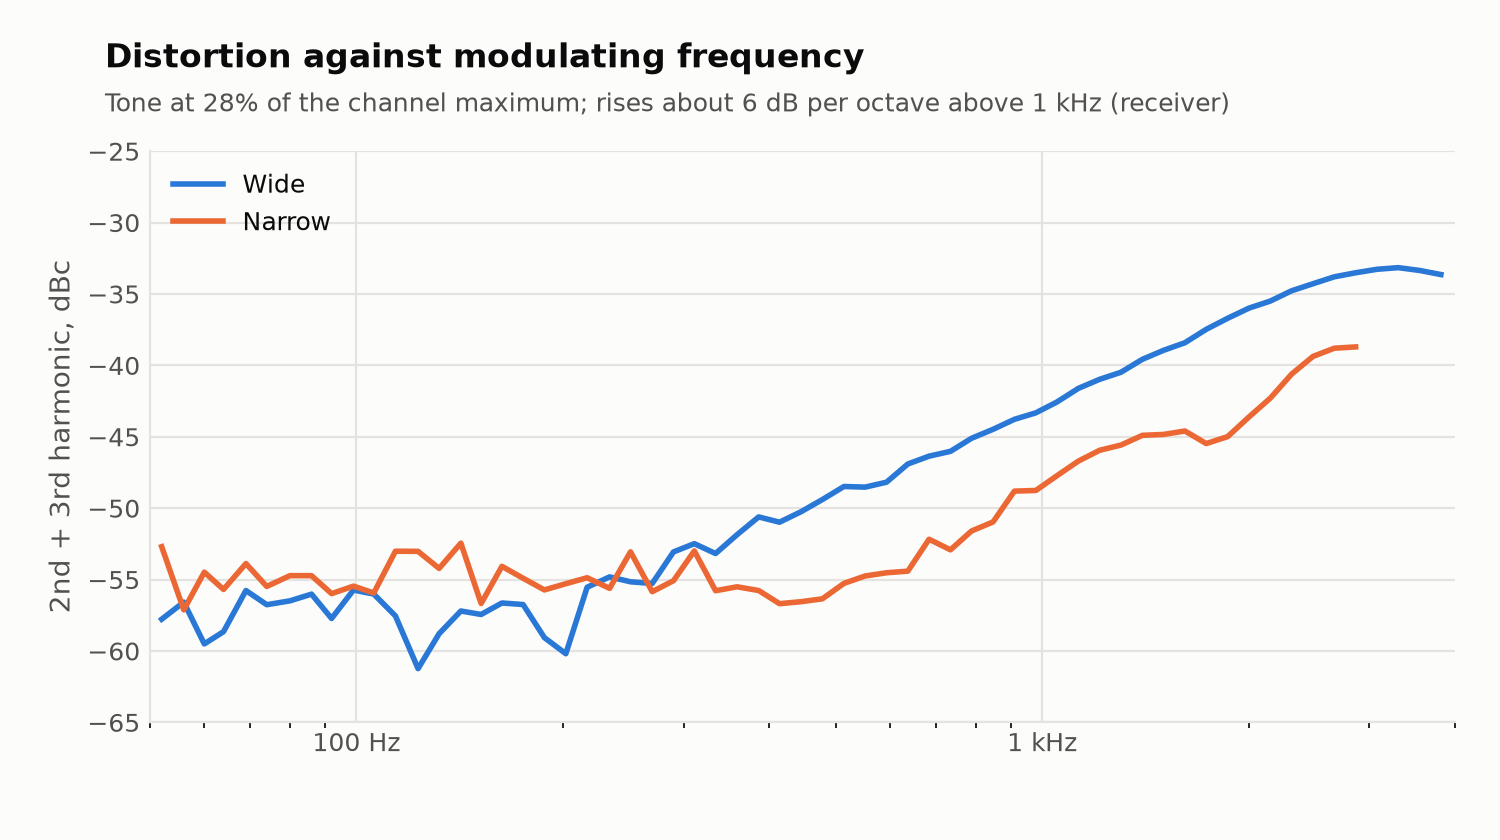 Distortion against modulating frequency
Tone at 28% of the channel maximum; rises about 6 dB per octave above 1 kHz (receiver)
2nd + 3rd harmonic, dBc
−25
−30
−35
−40
−45
−50
−55
−60
−65
Wide
Narrow
100 Hz
1 kHz